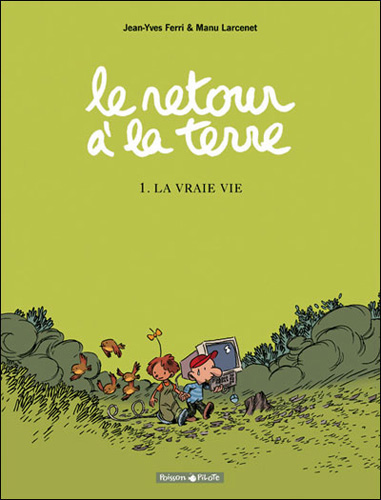 Jean-Yves Ferri & Manu Larcenet
le retour
à la terre
1. LA VRAIE VIE
Poisson Pilote